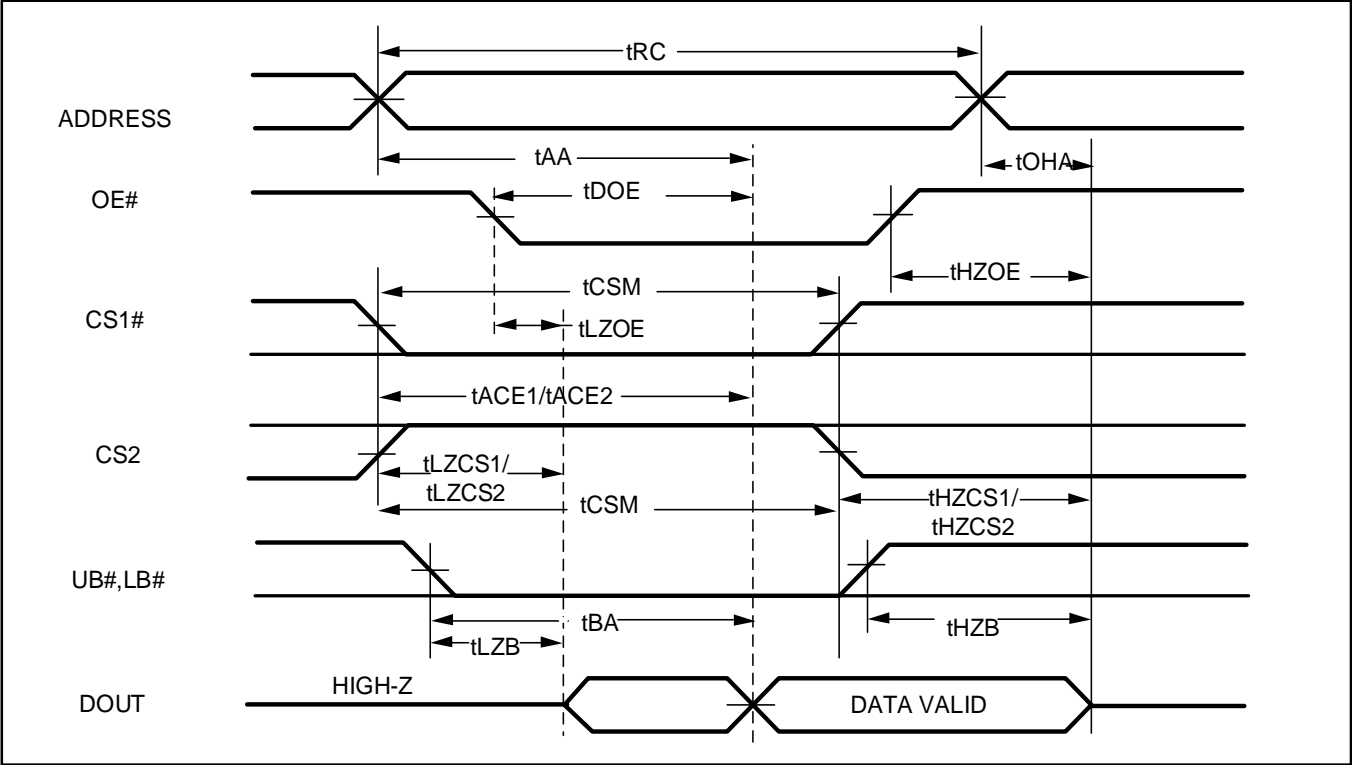 tRC
ADDRESS
tAA
tOHA
OE#
tDOE
tHZOE
tCSM
CS1#
tLZOE
tACE1/tACE2
CS2
tLZCS1/
tLZCS2
tCSM
tHZCS1/
tHZCS2
UB#,LB#
tBA
tLZB
tHZB
DOUT
HIGH-Z
DATA VALID